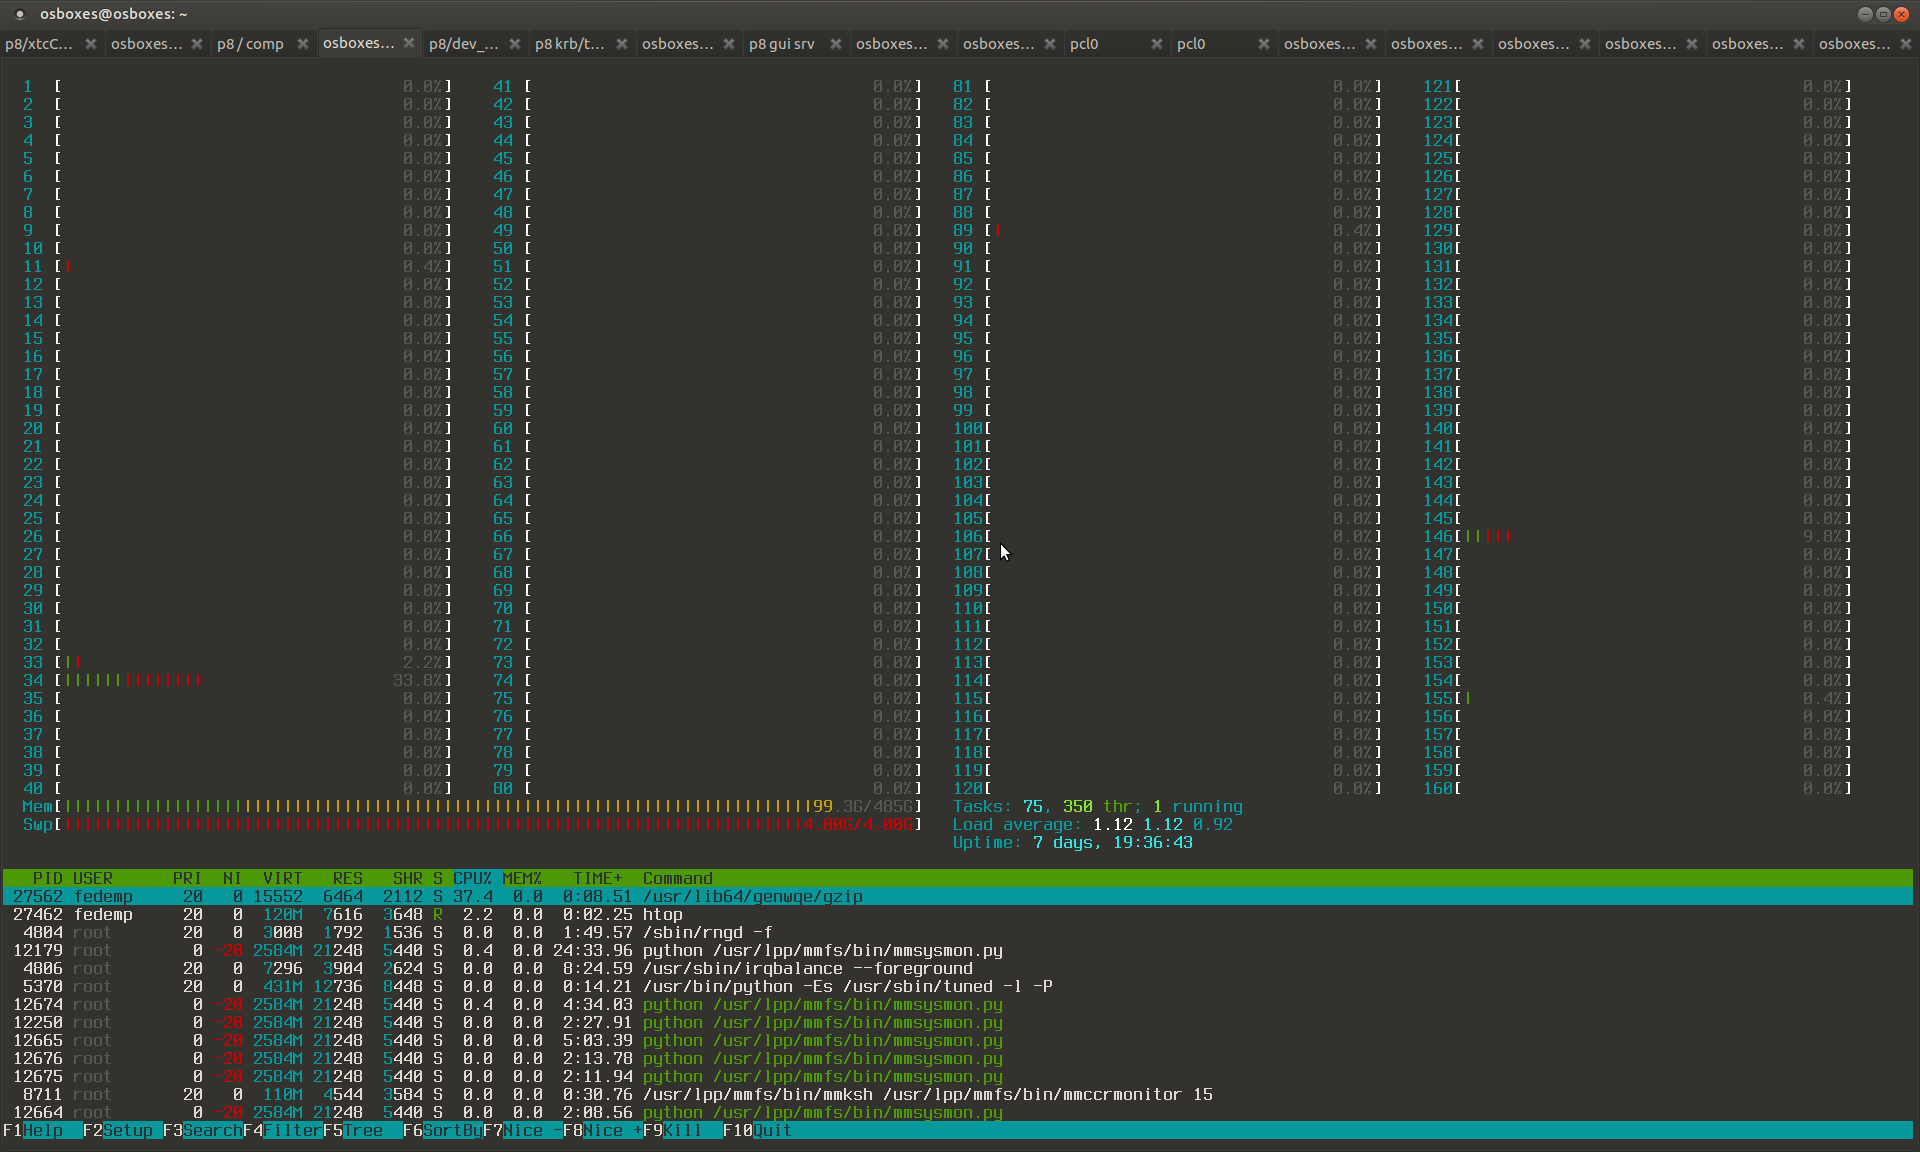 osboxes@osboxes: ~
p8/xtcC... osboxes... p8 / comp osboxes... p8/dev_... p8 krb/t... osboxes... p8 gui srv osboxes... osboxes... pcl0 pcl0 osboxes... osboxes... osboxes... osboxes... osboxes... osboxes...
1 [ 0.0%] 41 [ 0.0%] 81 [ 0.0%] 121[ 0.0%]
2 [ 0.0%] 42 [ 0.0%] 82 [ 0.0%] 122[ 0.0%]
3 [ 0.0%] 43 [ 0.0%] 83 [ 0.0%] 123[ 0.0%]
4 [ 0.0%] 44 [ 0.0%] 84 [ 0.0%] 124[ 0.0%]
5 [ 0.0%] 45 [ 0.0%] 85 [ 0.0%] 125[ 0.0%]
6 [ 0.0%] 46 [ 0.0%] 86 [ 0.0%] 126[ 0.0%]
7 [ 0.0%] 47 [ 0.0%] 87 [ 0.0%] 127[ 0.0%]
8 [ 0.0%] 48 [ 0.0%] 88 [ 0.0%] 128[ 0.0%]
9 [ 0.0%] 49 [ 0.0%] 89 [ 0.4%] 129[ 0.0%]
10 [ 0.0%] 50 [ 0.0%] 90 [ 0.0%] 130[ 0.0%]
11 [ 0.4%] 51 [ 0.0%] 91 [ 0.0%] 131[ 0.0%]
12 [ 0.0%] 52 [ 0.0%] 92 [ 0.0%] 132[ 0.0%]
13 [ 0.0%] 53 [ 0.0%] 93 [ 0.0%] 133[ 0.0%]
14 [ 0.0%] 54 [ 0.0%] 94 [ 0.0%] 134[ 0.0%]
15 [ 0.0%] 55 [ 0.0%] 95 [ 0.0%] 135[ 0.0%]
16 [ 0.0%] 56 [ 0.0%] 96 [ 0.0%] 136[ 0.0%]
17 [ 0.0%] 57 [ 0.0%] 97 [ 0.0%] 137[ 0.0%]
18 [ 0.0%] 58 [ 0.0%] 98 [ 0.0%] 138[ 0.0%]
19 [ 0.0%] 59 [ 0.0%] 99 [ 0.0%] 139[ 0.0%]
20 [ 0.0%] 60 [ 0.0%] 100[ 0.0%] 140[ 0.0%]
21 [ 0.0%] 61 [ 0.0%] 101[ 0.0%] 141[ 0.0%]
22 [ 0.0%] 62 [ 0.0%] 102[ 0.0%] 142[ 0.0%]
23 [ 0.0%] 63 [ 0.0%] 103[ 0.0%] 143[ 0.0%]
24 [ 0.0%] 64 [ 0.0%] 104[ 0.0%] 144[ 0.0%]
25 [ 0.0%] 65 [ 0.0%] 105[ 0.0%] 145[ 0.0%]
26 [ 0.0%] 66 [ 0.0%] 106[ 0.0%] 146[ 9.8%]
27 [ 0.0%] 67 [ 0.0%] 107[ 0.0%] 147[ 0.0%]
28 [ 0.0%] 68 [ 0.0%] 108[ 0.0%] 148[ 0.0%]
29 [ 0.0%] 69 [ 0.0%] 109[ 0.0%] 149[ 0.0%]
30 [ 0.0%] 70 [ 0.0%] 110[ 0.0%] 150[ 0.0%]
31 [ 0.0%] 71 [ 0.0%] 111[ 0.0%] 151[ 0.0%]
32 [ 0.0%] 72 [ 0.0%] 112[ 0.0%] 152[ 0.0%]
33 [ 2.2%] 73 [ 0.0%] 113[ 0.0%] 153[ 0.0%]
34 [ 33.8%] 74 [ 0.0%] 114[ 0.0%] 154[ 0.0%]
35 [ 0.0%] 75 [ 0.0%] 115[ 0.0%] 155[ 0.4%]
36 [ 0.0%] 76 [ 0.0%] 116[ 0.0%] 156[ 0.0%]
37 [ 0.0%] 77 [ 0.0%] 117[ 0.0%] 157[ 0.0%]
38 [ 0.0%] 78 [ 0.0%] 118[ 0.0%] 158[ 0.0%]
39 [ 0.0%] 79 [ 0.0%] 119[ 0.0%] 159[ 0.0%]
40 [ 0.0%] 80 [ 0.0%] 120[ 0.0%] 160[ 0.0%]
Mem[ 99.3G/485G] Tasks: 75, 350 thr; 1 running
Swp[ 4.00G/4.00G] Load average: 1.12 1.12 0.92
Uptime: 7 days, 19:36:43
PID USER PRI NI VIRT RES SHR S CPU% MEM% TIME+ Command
27562 fedemp 20 0 15552 6464 2112 S 37.4 0.0 0:08.51 /usr/lib64/genwqe/gzip
27462 fedemp 20 0 120M 7616 3648 R 2.2 0.0 0:02.25 htop
4804 root 20 0 3008 1792 1536 S 0.0 0.0 1:49.57 /sbin/rngd -f
12179 root 0 -20 2584M 21248 5440 S 0.4 0.0 24:33.96 python /usr/lpp/mmfs/bin/mmsysmon.py
4806 root 20 0 7296 3904 2624 S 0.0 0.0 8:24.59 /usr/sbin/irqbalance --foreground
5370 root 20 0 431M 12736 8448 S 0.0 0.0 0:14.21 /usr/bin/python -Es /usr/sbin/tuned -l -P
12674 root 0 -20 2584M 21248 5440 S 0.4 0.0 4:34.03 python /usr/lpp/mmfs/bin/mmsysmon.py
12250 root 0 -20 2584M 21248 5440 S 0.0 0.0 2:27.91 python /usr/lpp/mmfs/bin/mmsysmon.py
12665 root 0 -20 2584M 21248 5440 S 0.0 0.0 5:03.39 python /usr/lpp/mmfs/bin/mmsysmon.py
12676 root 0 -20 2584M 21248 5440 S 0.0 0.0 2:13.78 python /usr/lpp/mmfs/bin/mmsysmon.py
12675 root 0 -20 2584M 21248 5440 S 0.0 0.0 2:11.94 python /usr/lpp/mmfs/bin/mmsysmon.py
8711 root 20 0 110M 4544 3584 S 0.0 0.0 0:30.76 /usr/lpp/mmfs/bin/mmksh /usr/lpp/mmfs/bin/mmccrmonitor 15
12664 root 0 -20 2584M 21248 5440 S 0.0 0.0 2:08.56 python /usr/lpp/mmfs/bin/mmsysmon.py
F1Help F2Setup F3SearchF4FilterF5Tree F6SortByF7Nice -F8Nice +F9Kill F10Quit